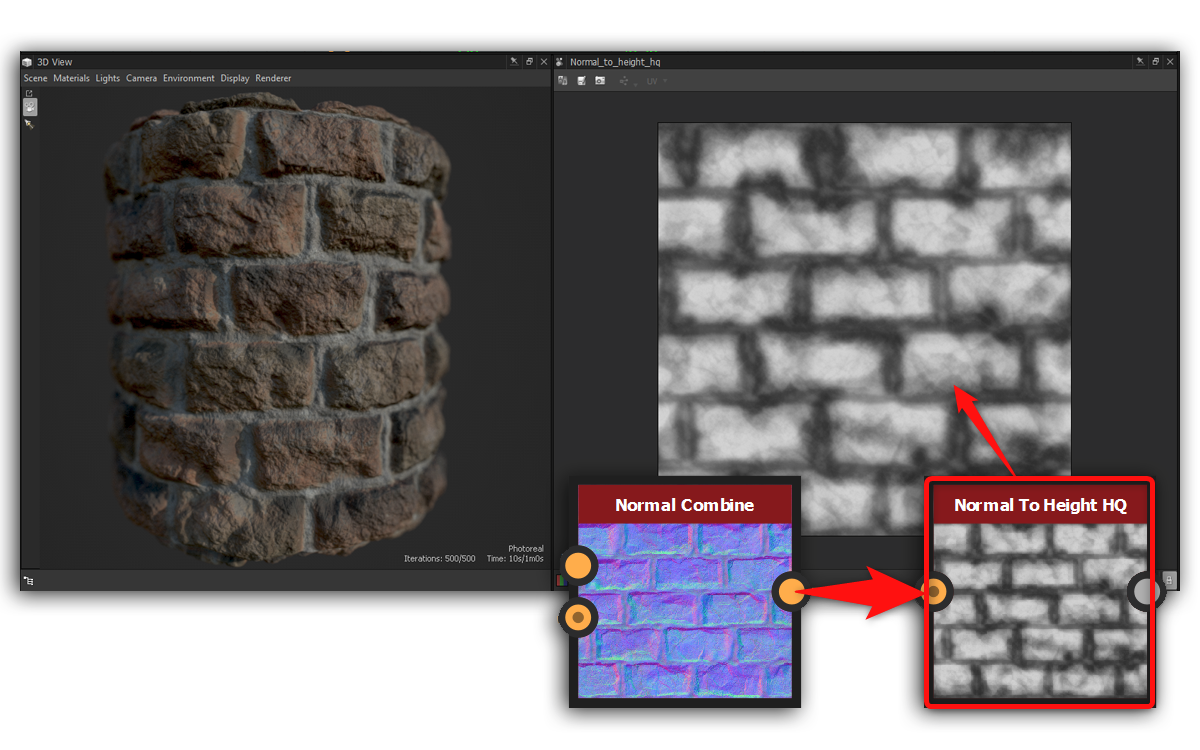 3D View
Scene Materials Lights Camera Environment Display Renderer
Normal_to_height_hq
UV
Photoreal
Iterations: 500/500 Time: 10s/1m0s
Normal Combine
Normal To Height HQ